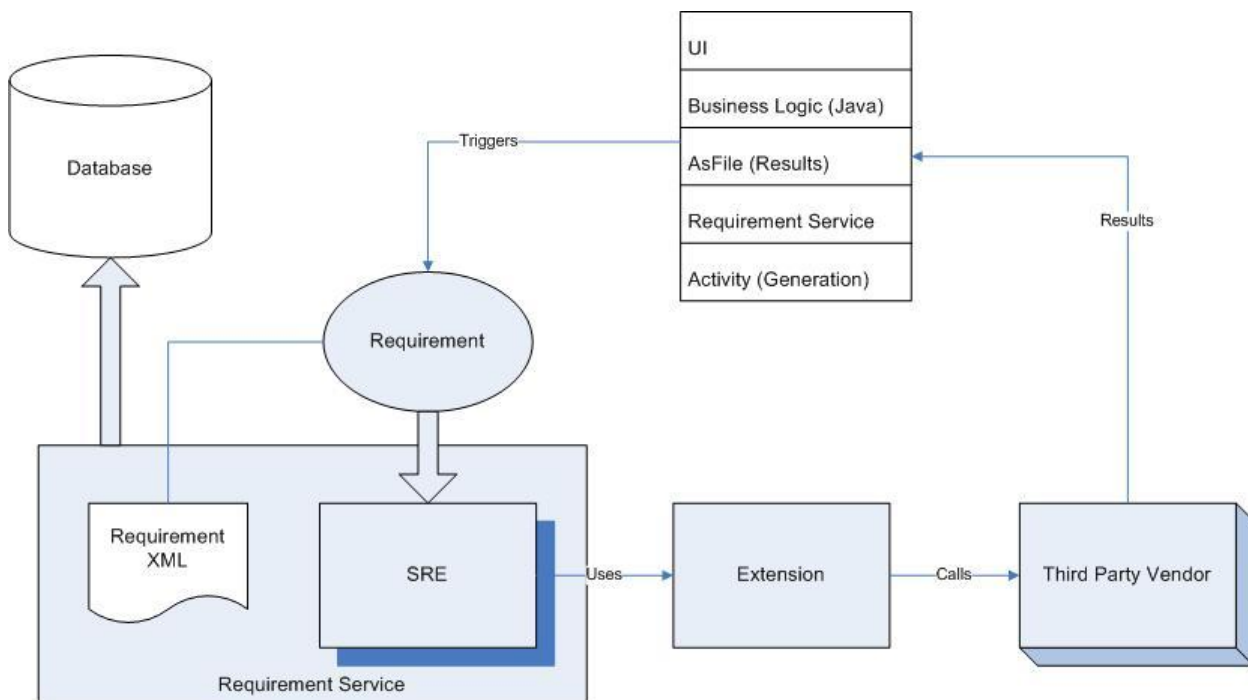 UI
Business Logic (Java)
AsFile (Results)
Requirement Service
Activity (Generation)
Database
Triggers
Results
Requirement
Requirement
XML
SRE
Uses
Extension
Calls
Third Party Vendor
Requirement Service